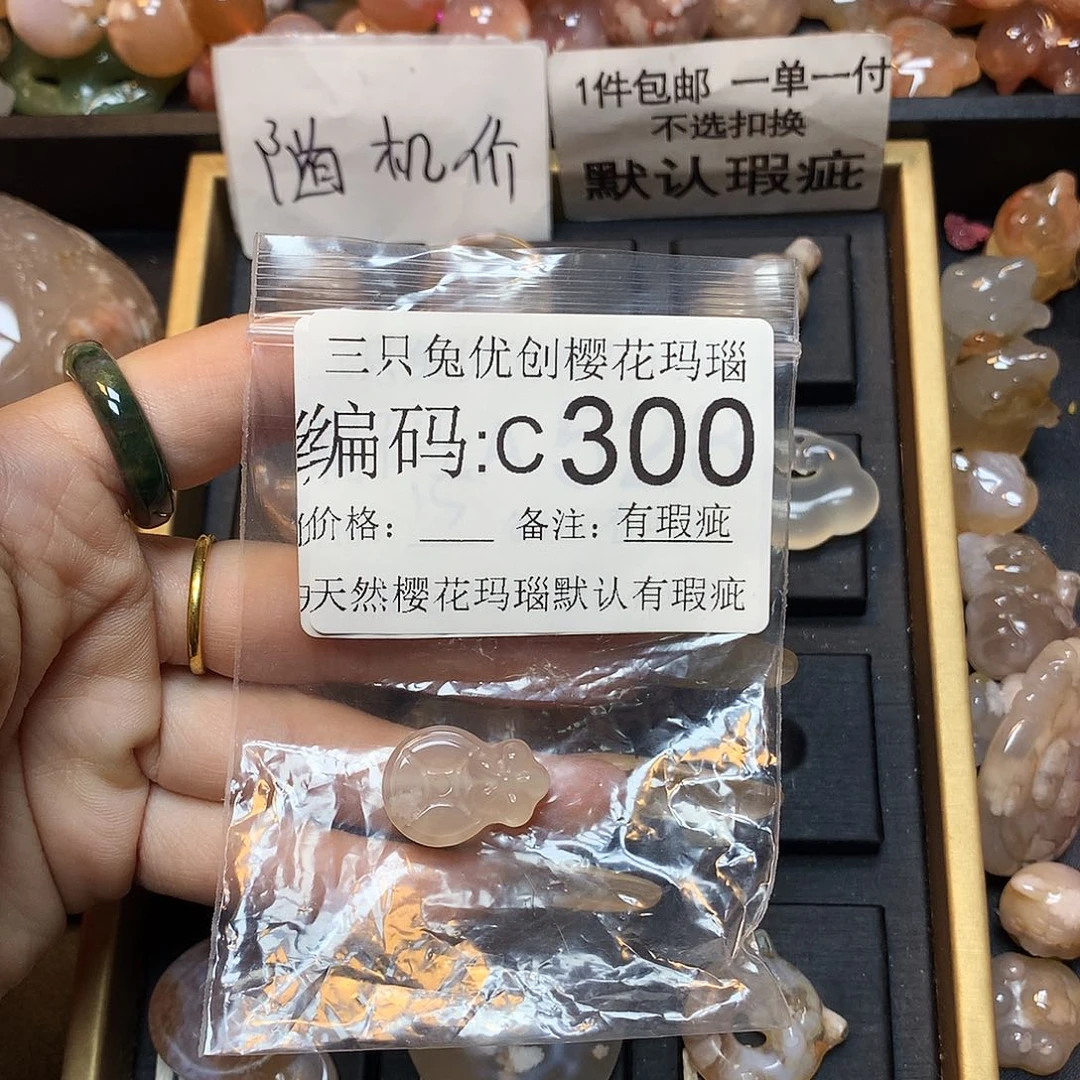 随机价
1件包邮 一单一付
不选扣换
默认瑕疵
三只兔优创樱花玛瑙
编码:c300
价格：____ 备注：有瑕疵
天然樱花玛瑙默认有瑕疵